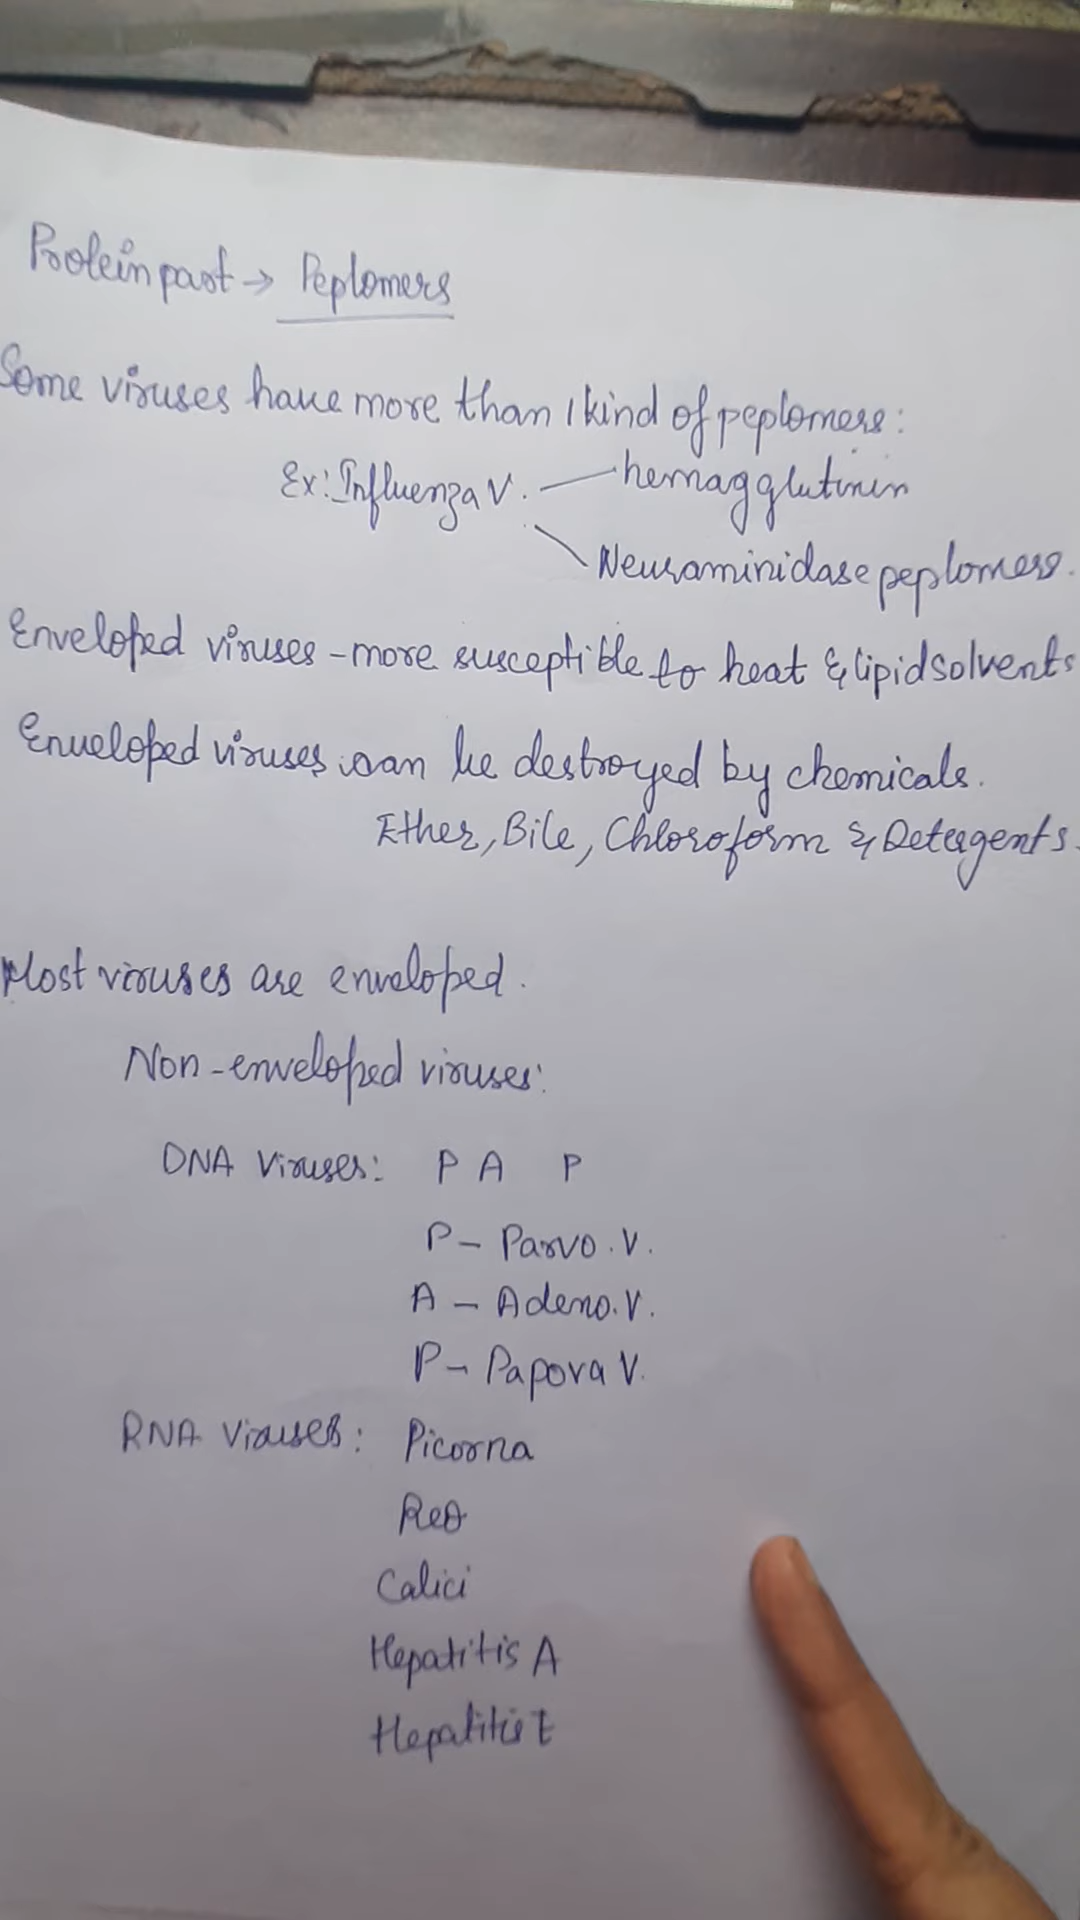 Protein part → Peplomers
Some viruses have more than 1 kind of peplomers:
Ex: Influenza V. — hemagglutinin
Neuraminidase peplomers.
Enveloped viruses - more susceptible to heat & lipid solvents
Enveloped viruses can be destroyed by chemicals.
Ether, Bile, Chloroform & Detergents.
Most viruses are enveloped.
Non-enveloped viruses:
DNA Viruses: P A P
P - Parvo. V.
A - Adeno. V.
P - Papova V.
RNA Viruses: Picorna
Reo
Calici
Hepatitis A
Hepatitis E